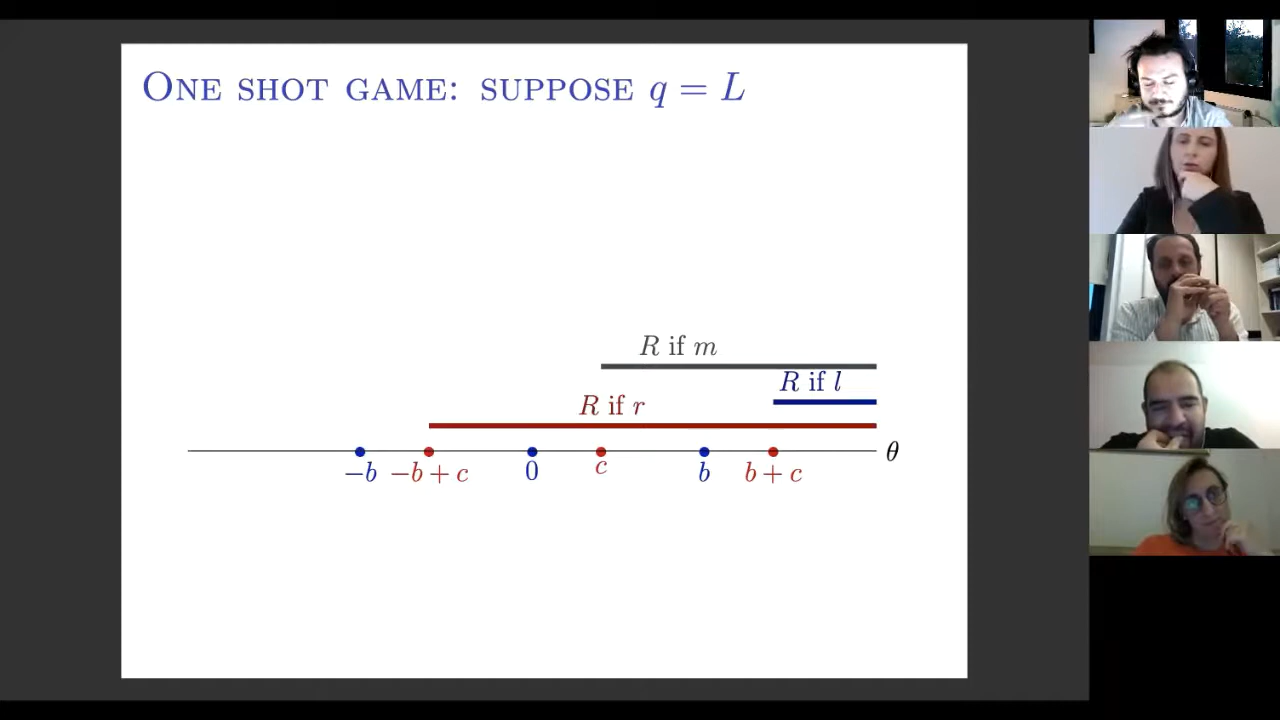 ONE SHOT GAME: SUPPOSE q = L
R if m
R if l
R if r
θ
−b −b + c 0 c b b + c